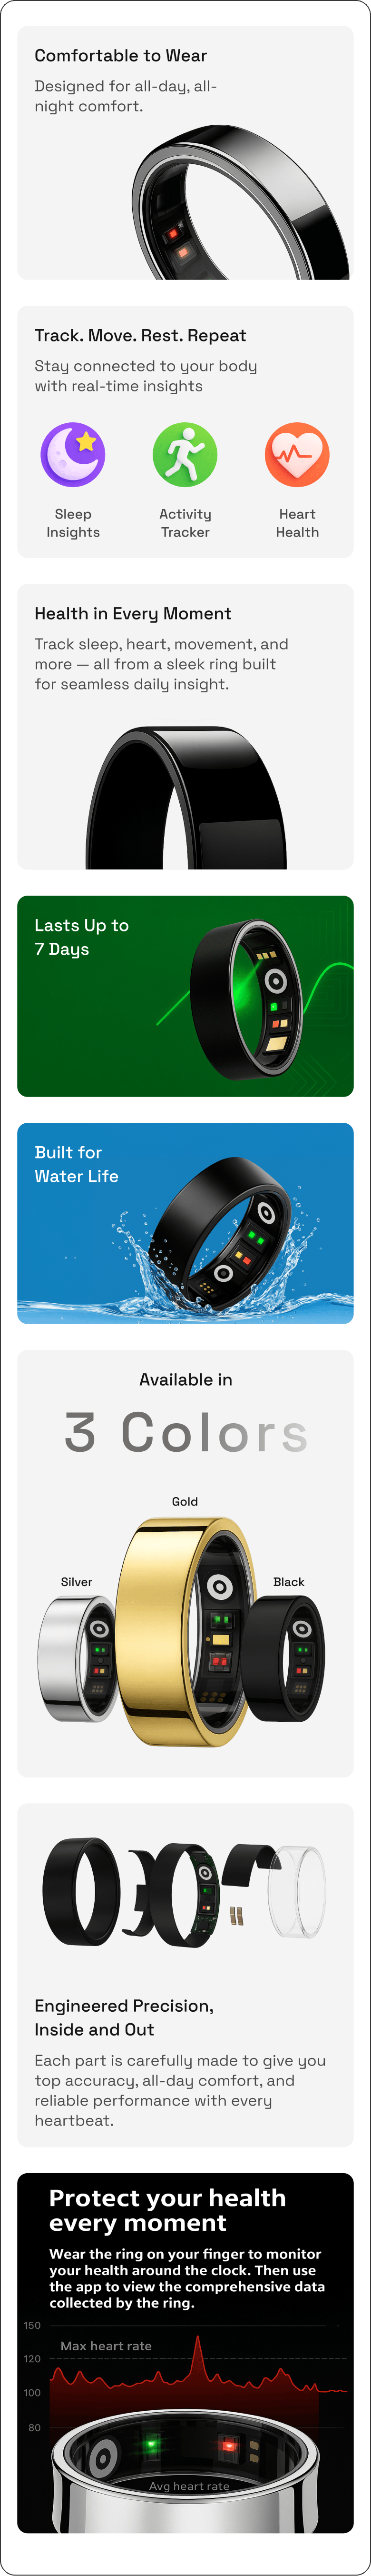 Comfortable to Wear
Designed for all-day, all-
night comfort.
Track. Move. Rest. Repeat
Stay connected to your body
with real-time insights
Sleep
Insights
Activity
Tracker
Heart
Health
Health in Every Moment
Track sleep, heart, movement, and
more — all from a sleek ring built
for seamless daily insight.
Lasts Up to
7 Days
Built for
Water Life
Available in
3 Colors
Gold
Silver
Black
Engineered Precision,
Inside and Out
Each part is carefully made to give you
top accuracy, all-day comfort, and
reliable performance with every
heartbeat.
Protect your health
every moment
Wear the ring on your finger to monitor
your health around the clock. Then use
the app to view the comprehensive data
collected by the ring.
150
Max heart rate
120
100
80
Avg heart rate